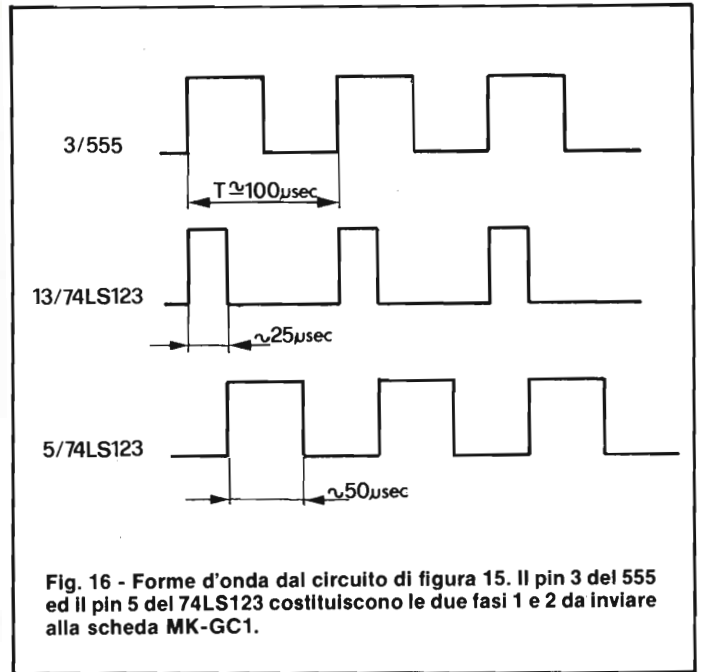 3/555
T≃100µsec
13/74LS123
~25µsec
5/74LS123
~50µsec
Fig. 16 - Forme d'onda dal circuito di figura 15. Il pin 3 del 555
ed il pin 5 del 74LS123 costituiscono le due fasi 1 e 2 da inviare
alla scheda MK-GC1.